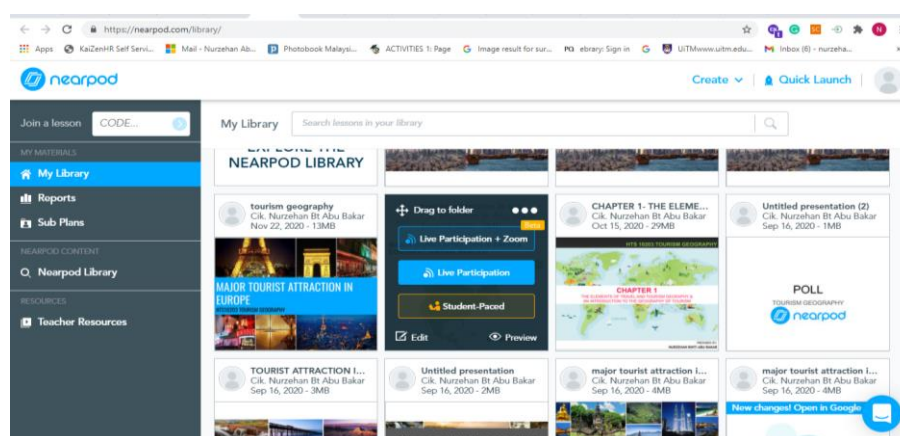 https://nearpod.com/library/
Apps KaiZenHR Self Servi... Mail - Nurzehan Ab... Photobook Malaysi... ACTIVITIES 1: Page Image result for sur... PQ ebrary: Sign in UiTMwww.uitm.edu... Inbox (6) - nurzeha...
nearpod
Create
Quick Launch
Join a lesson CODE...
My Library
Search lessons in your library
MY MATERIALS
My Library
Reports
Sub Plans
NEARPOD CONTENT
Nearpod Library
RESOURCES
Teacher Resources
EXPLORE THE
NEARPOD LIBRARY
tourism geography
Cik. Nurzehan Bt Abu Bakar
Nov 22, 2020 - 13MB
MAJOR TOURIST ATTRACTION IN
EUROPE
Drag to folder
Beta
Live Participation + Zoom
Live Participation
Student-Paced
Edit
Preview
CHAPTER 1- THE ELEME...
Cik. Nurzehan Bt Abu Bakar
Oct 15, 2020 - 29MB
CHAPTER 1
Untitled presentation (2)
Cik. Nurzehan Bt Abu Bakar
Sep 16, 2020 - 1MB
POLL
TOURISM GEOGRAPHY
nearpod
TOURIST ATTRACTION I...
Cik. Nurzehan Bt Abu Bakar
Sep 16, 2020 - 3MB
Untitled presentation
Cik. Nurzehan Bt Abu Bakar
Sep 16, 2020 - 2MB
major tourist attraction i...
Cik. Nurzehan Bt Abu Bakar
Sep 16, 2020 - 4MB
major tourist attraction i...
Cik. Nurzehan Bt Abu Bakar
Sep 16, 2020 - 4MB
New changes! Open in Google